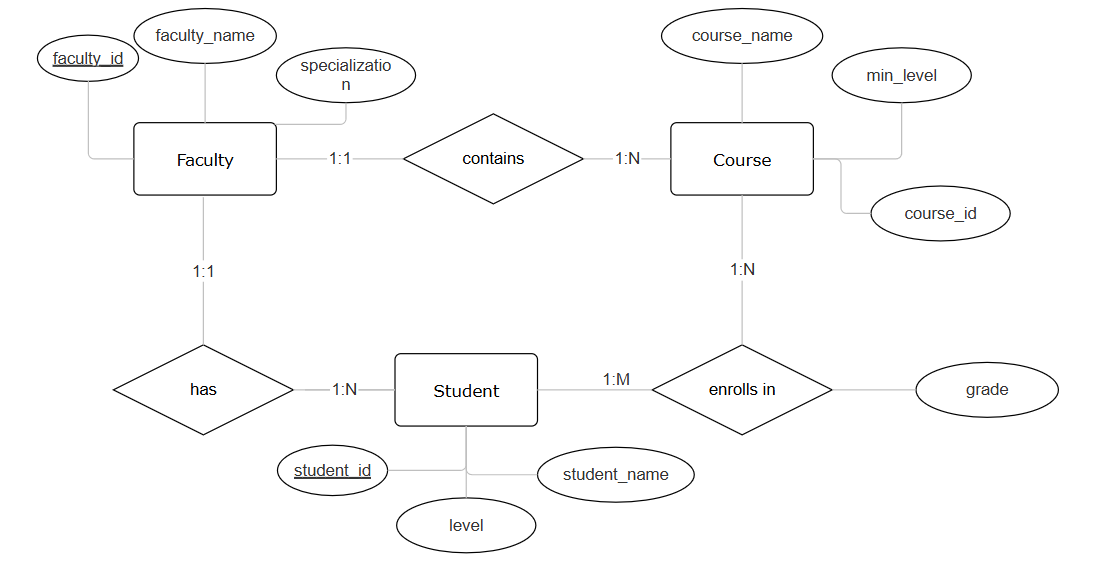 faculty_name
course_name
faculty_id
specializatio
n
min_level
Faculty
1:1
contains
1:N
Course
course_id
1:1
1:N
has
1:N
Student
1:M
enrolls in
grade
student_id
student_name
level